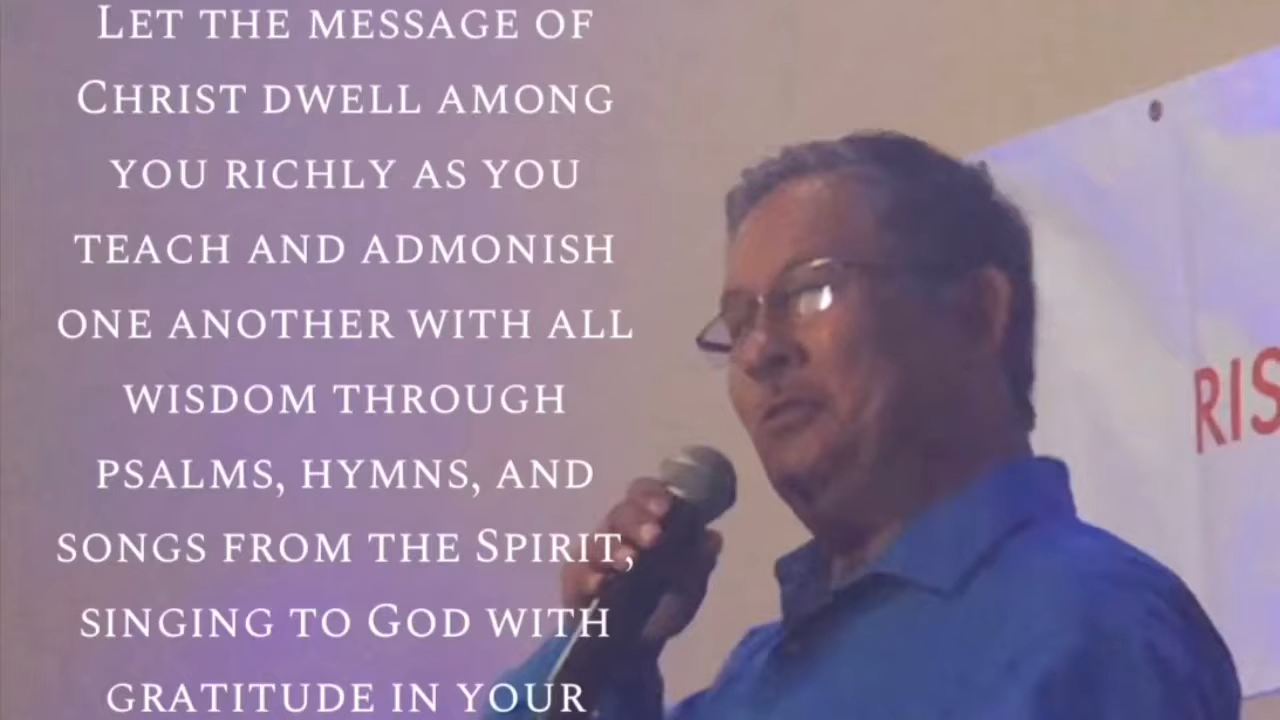 Let the message of
Christ dwell among
you richly as you
teach and admonish
one another with all
wisdom through
psalms, hymns, and
songs from the Spirit,
singing to God with
gratitude in your
RIS